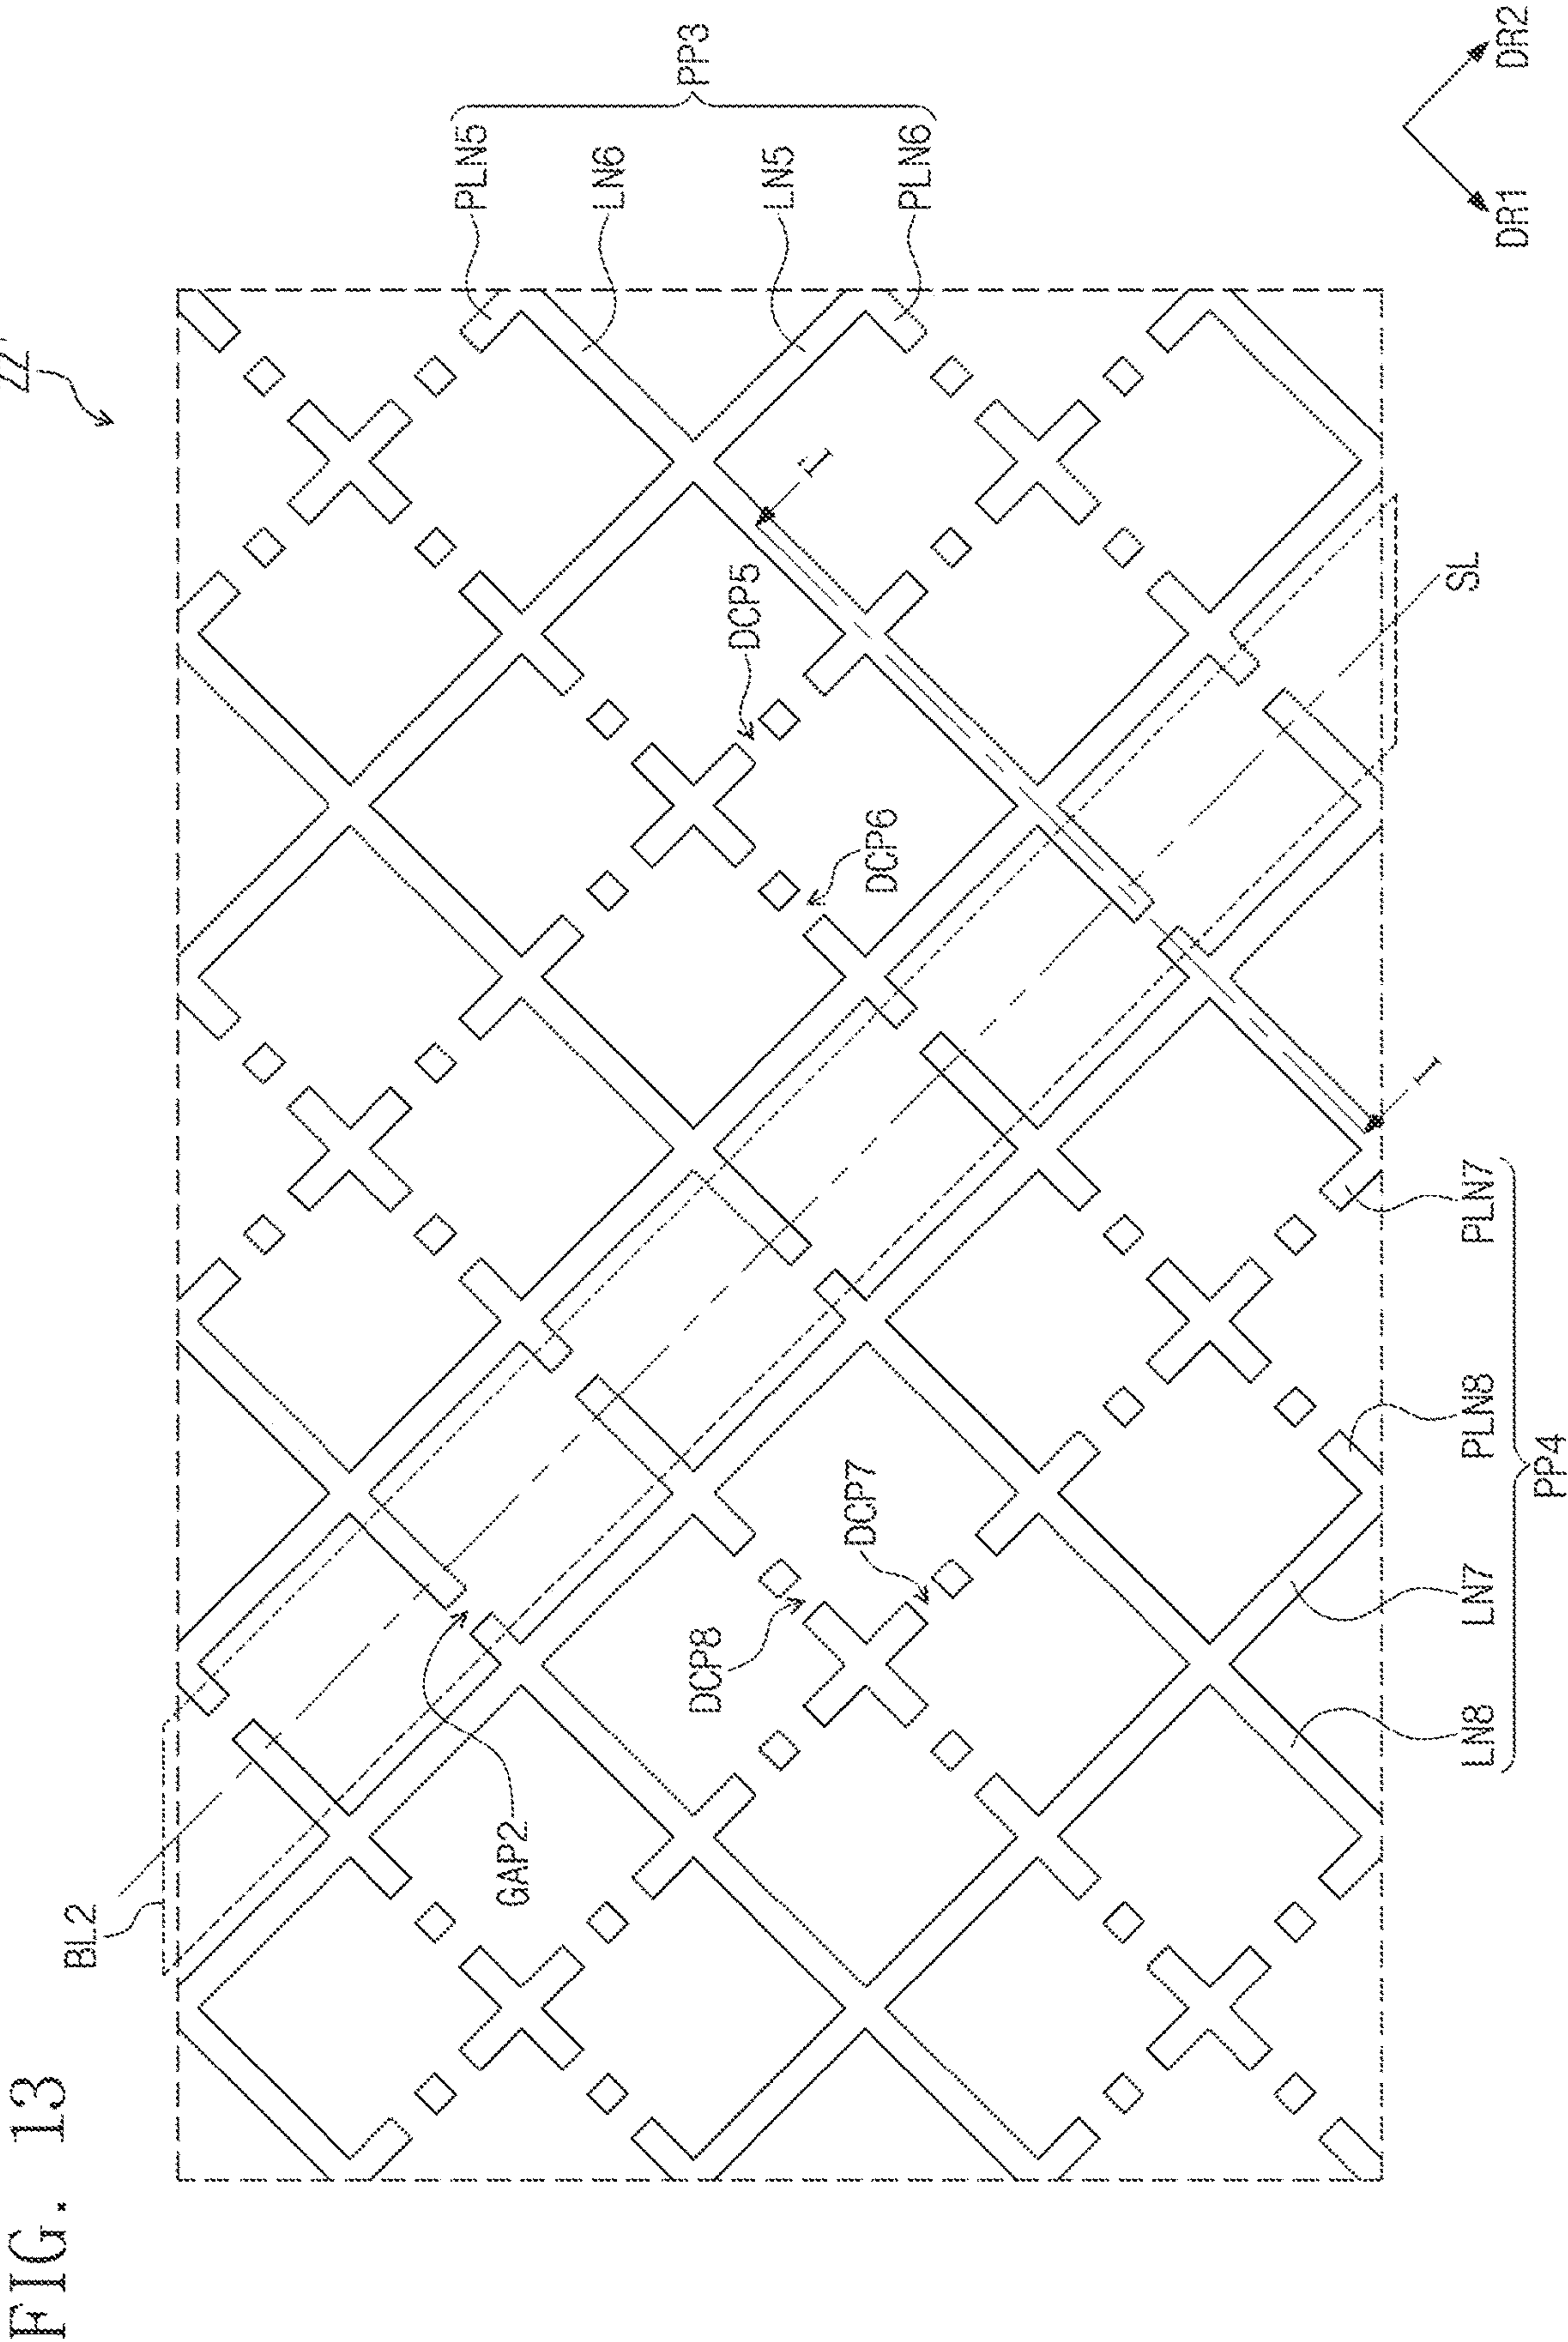 FIG. 13
ZZ'
BL2
GAP2
DCP8
DCP7
DCP6
DCP5
PLN5
LN6
LN5
PLN6
PP3
I
I'
SL
LN8
LN7
PLN8
PLN7
PP4
DR1
DR2